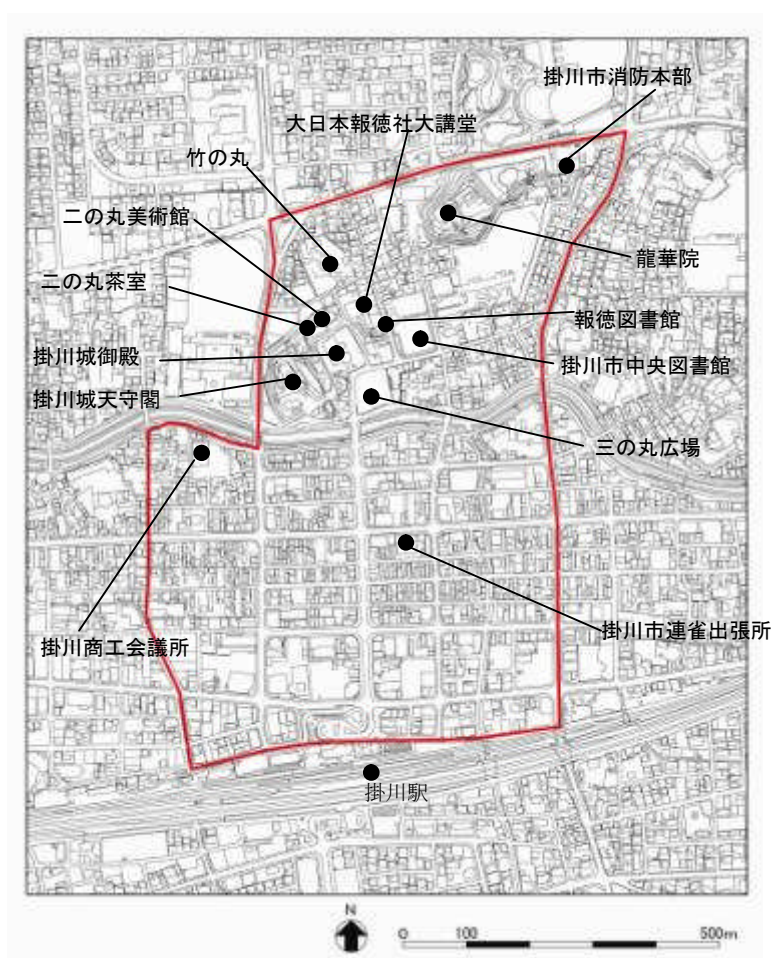 掛川市消防本部
大日本報徳社大講堂
竹の丸
二の丸美術館
龍華院
二の丸茶室
報徳図書館
掛川城御殿
掛川市中央図書館
掛川城天守閣
三の丸広場
掛川市連雀出張所
掛川商工会議所
掛川駅
N
0 100 500m